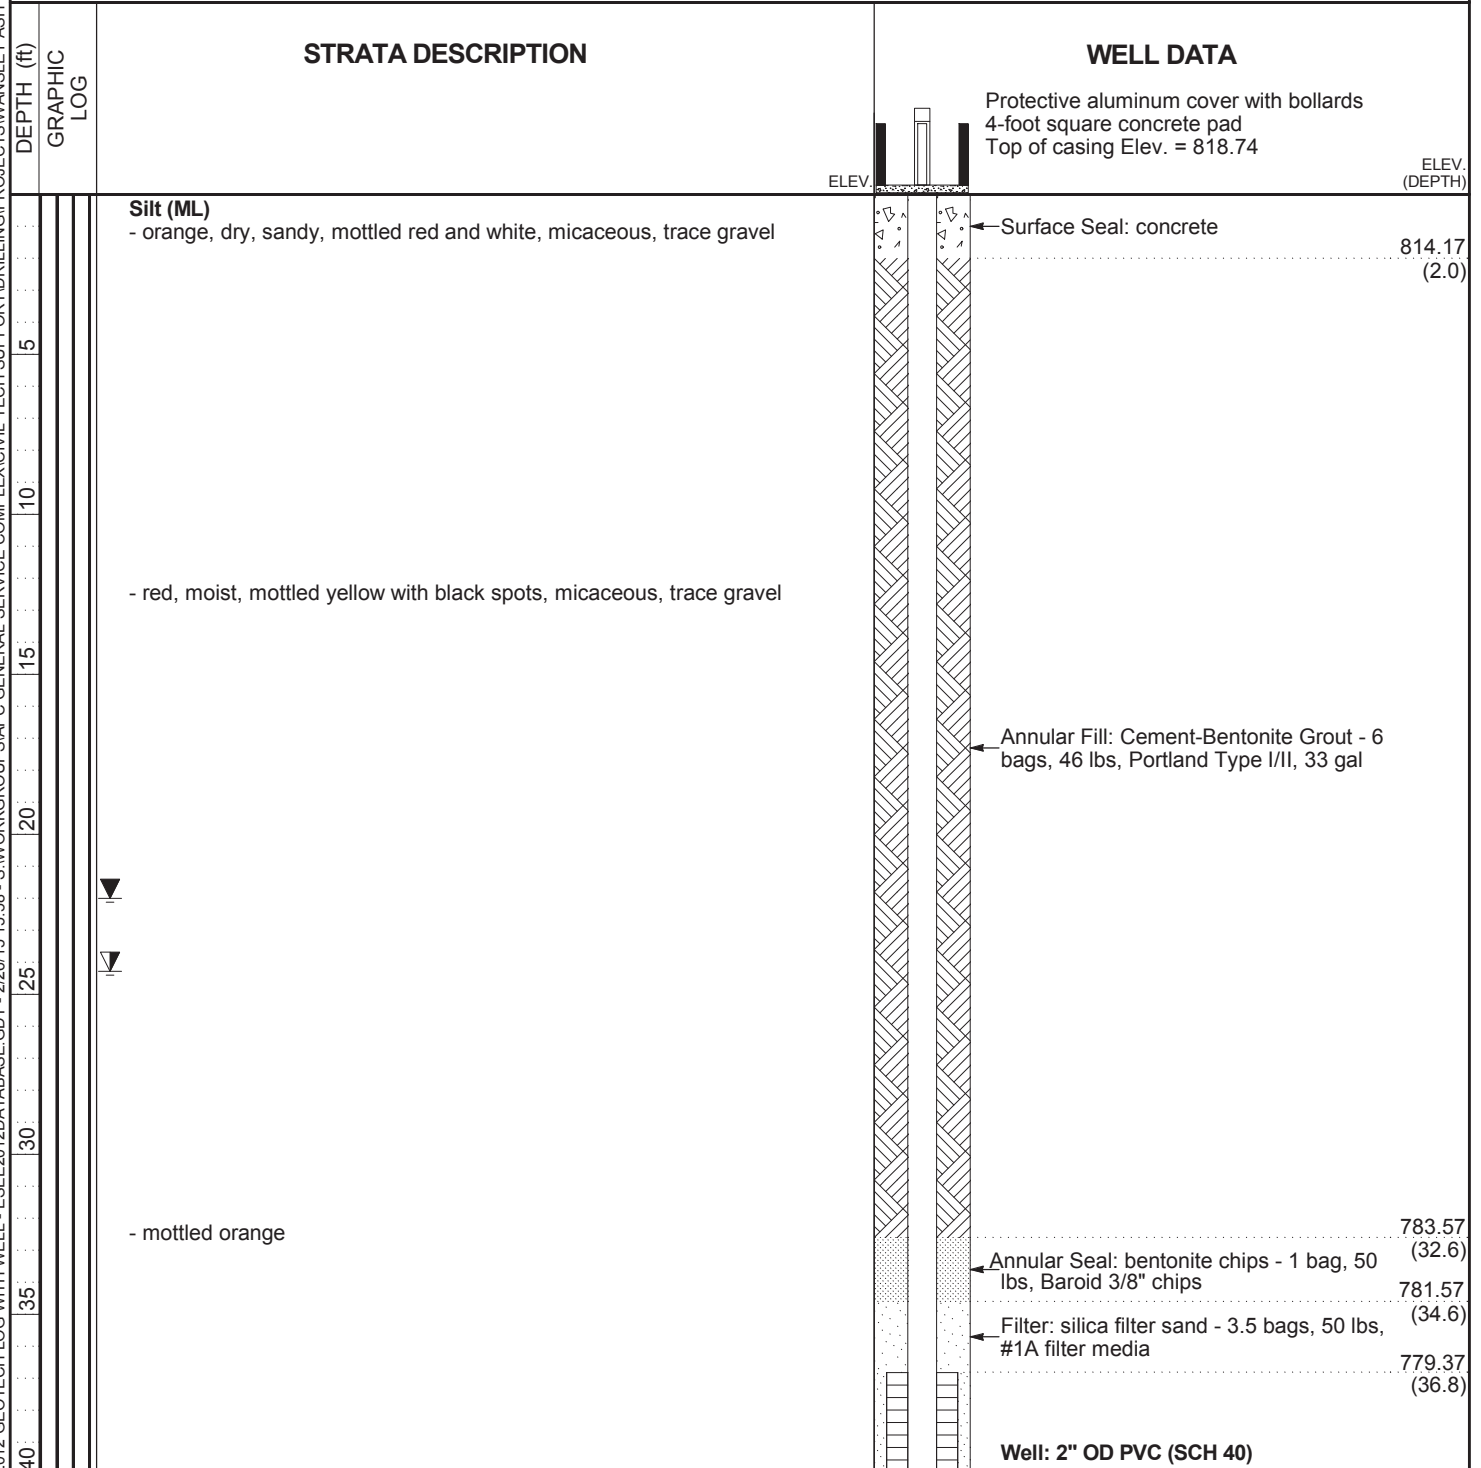 DEPTH (ft)
GRAPHIC
LOG
STRATA DESCRIPTION
ELEV.
WELL DATA
Protective aluminum cover with bollards
4-foot square concrete pad
Top of casing Elev. = 818.74
ELEV.
(DEPTH)
Silt (ML)
- orange, dry, sandy, mottled red and white, micaceous, trace gravel
Surface Seal: concrete
814.17
(2.0)
5
10
- red, moist, mottled yellow with black spots, micaceous, trace gravel
15
Annular Fill: Cement-Bentonite Grout - 6
bags, 46 lbs, Portland Type I/II, 33 gal
20
25
30
- mottled orange
783.57
(32.6)
Annular Seal: bentonite chips - 1 bag, 50
lbs, Baroid 3/8" chips
781.57
35
(34.6)
Filter: silica filter sand - 3.5 bags, 50 lbs,
#1A filter media
779.37
(36.8)
40
Well: 2" OD PVC (SCH 40)